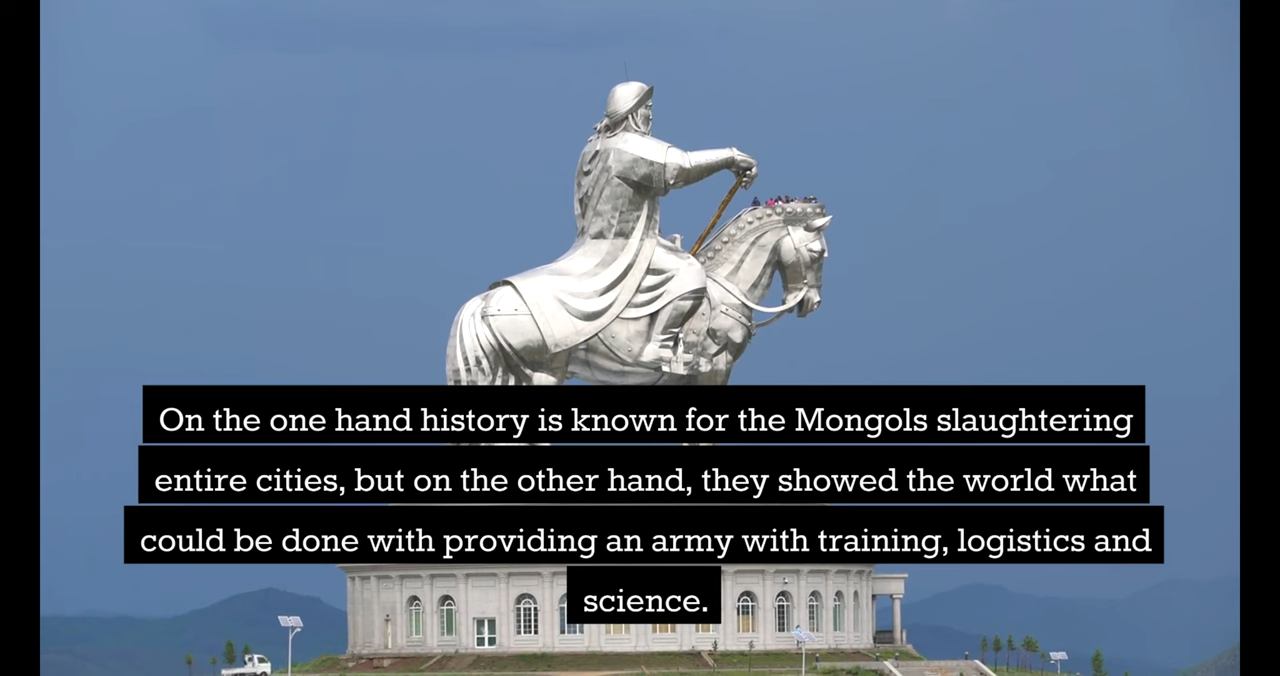 On the one hand history is known for the Mongols slaughtering
entire cities, but on the other hand, they showed the world what
could be done with providing an army with training, logistics and
science.